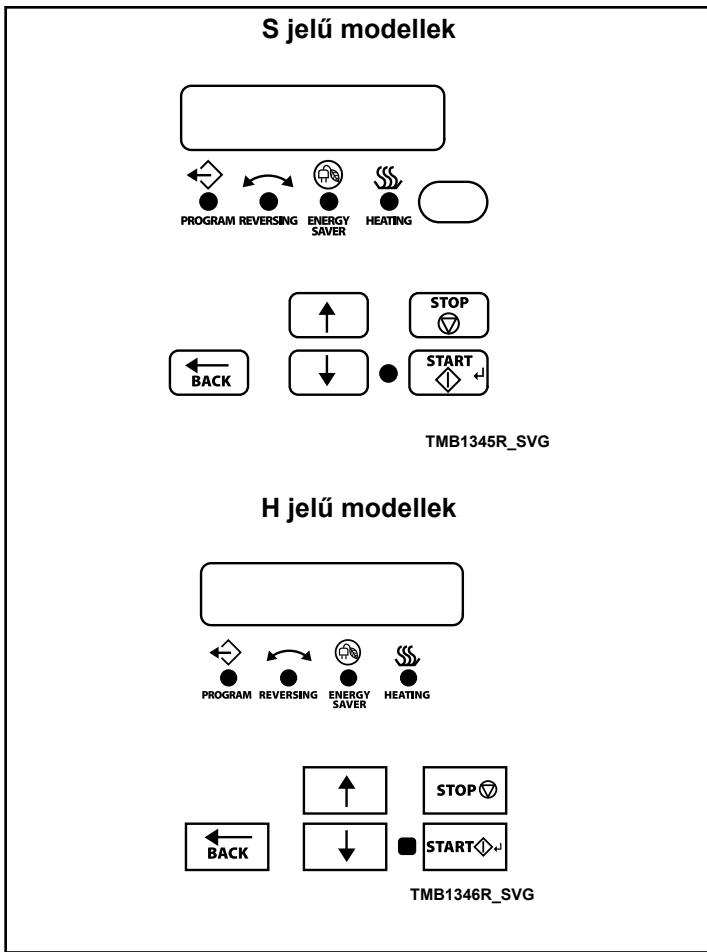 S jelű modellek
PROGRAM REVERSING ENERGY SAVER HEATING
STOP
BACK
START
TMB1345R_SVG
H jelű modellek
PROGRAM REVERSING ENERGY SAVER HEATING
STOP
BACK
START
TMB1346R_SVG